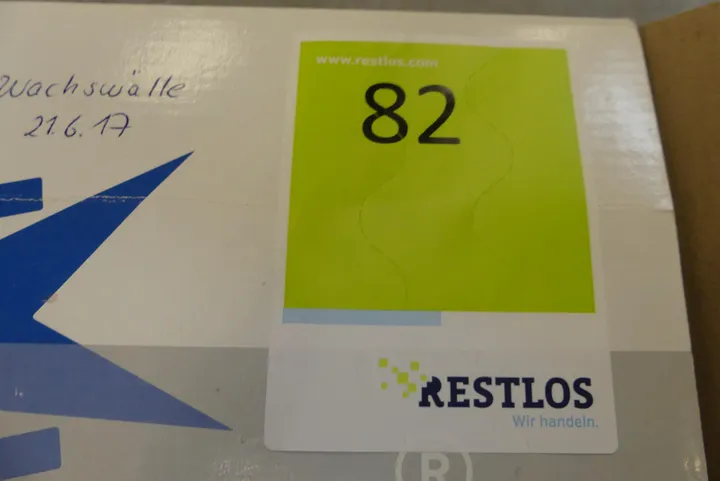 Wachswälle
21.6.17
www.restlos.com
82
RESTLOS
Wir handeln.
®